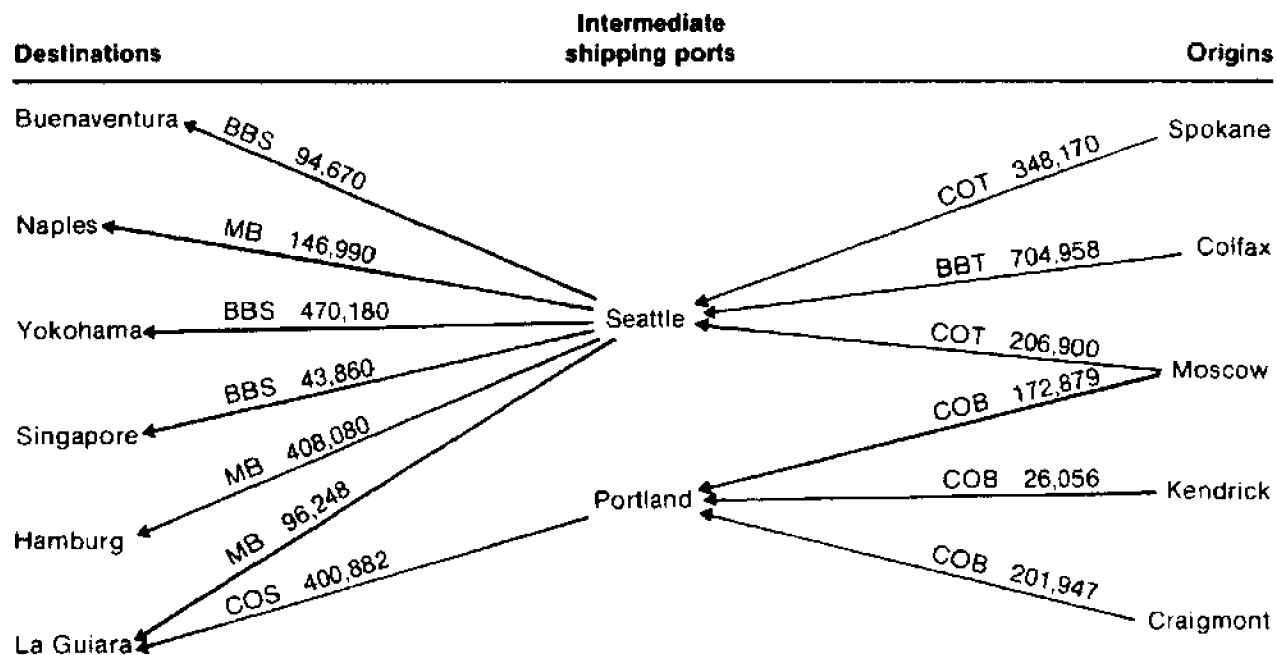 Intermediate
Destinations shipping ports Origins
Buenaventura
BBS 94,670
Spokane
COT 348,170
Naples
MB 146,990
Colfax
BBT 704,958
Yokohama
BBS 470,180
Seattle
COT 206,900
Moscow
COB 172,879
Singapore
BBS 43,860
MB 408,080
Portland
COB 26,056
Kendrick
Hamburg
MB 96,248
COS 400,882
COB 201,947
Craigmont
La Guiara